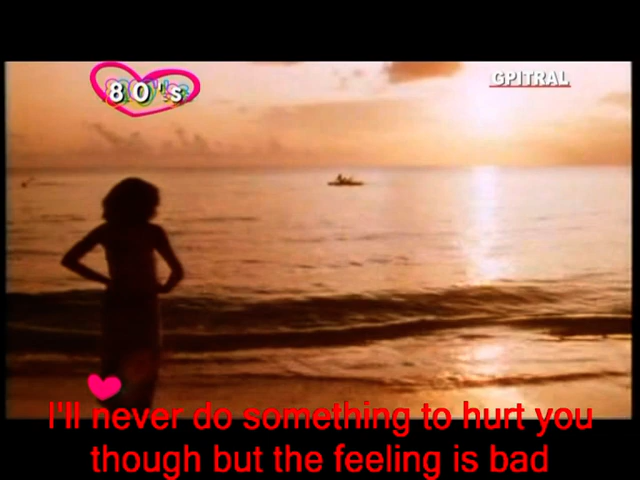 80's
GPITRAL
I'll never do something to hurt you
though but the feeling is bad